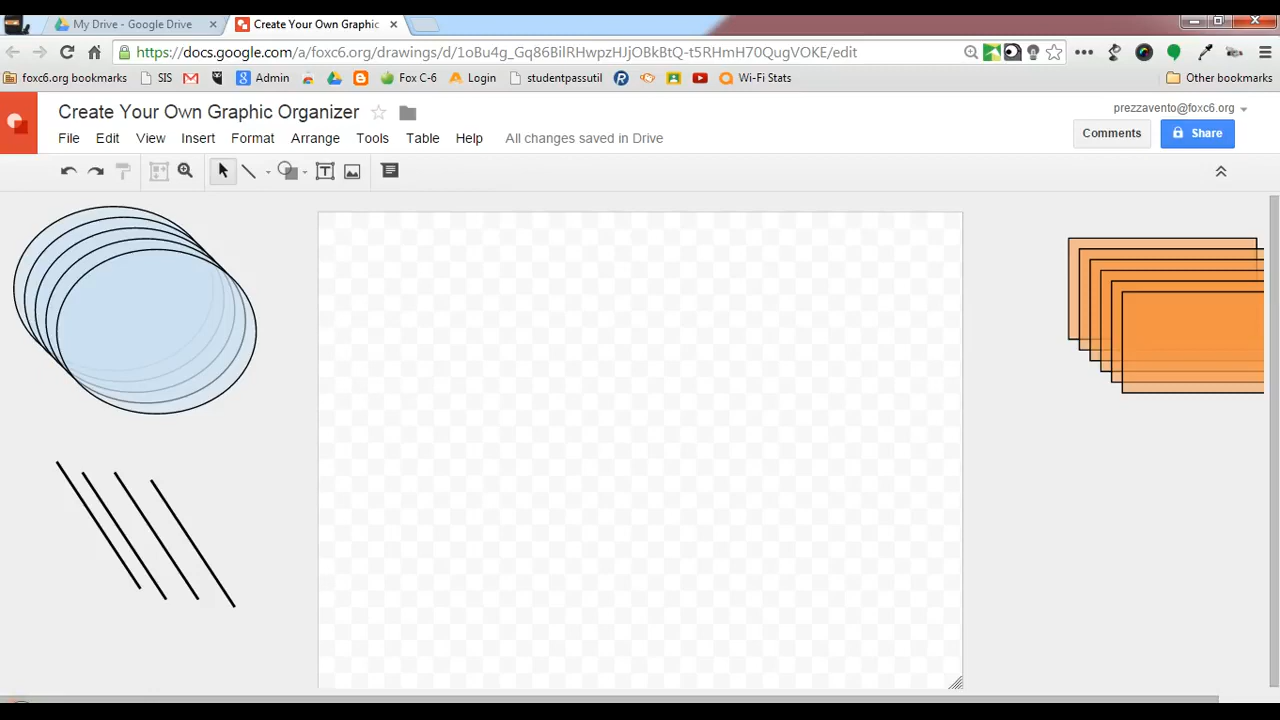 My Drive - Google Drive
Create Your Own Graphic
https://docs.google.com/a/foxc6.org/drawings/d/1oBu4g_Gq86BilRHwpzHJjOBkBtQ-t5RHmH70QugVOKE/edit
foxc6.org bookmarks SIS Admin Fox C-6 Login studentpassutil Wi-Fi Stats Other bookmarks
Create Your Own Graphic Organizer
prezzavento@foxc6.org
File Edit View Insert Format Arrange Tools Table Help All changes saved in Drive
Comments Share